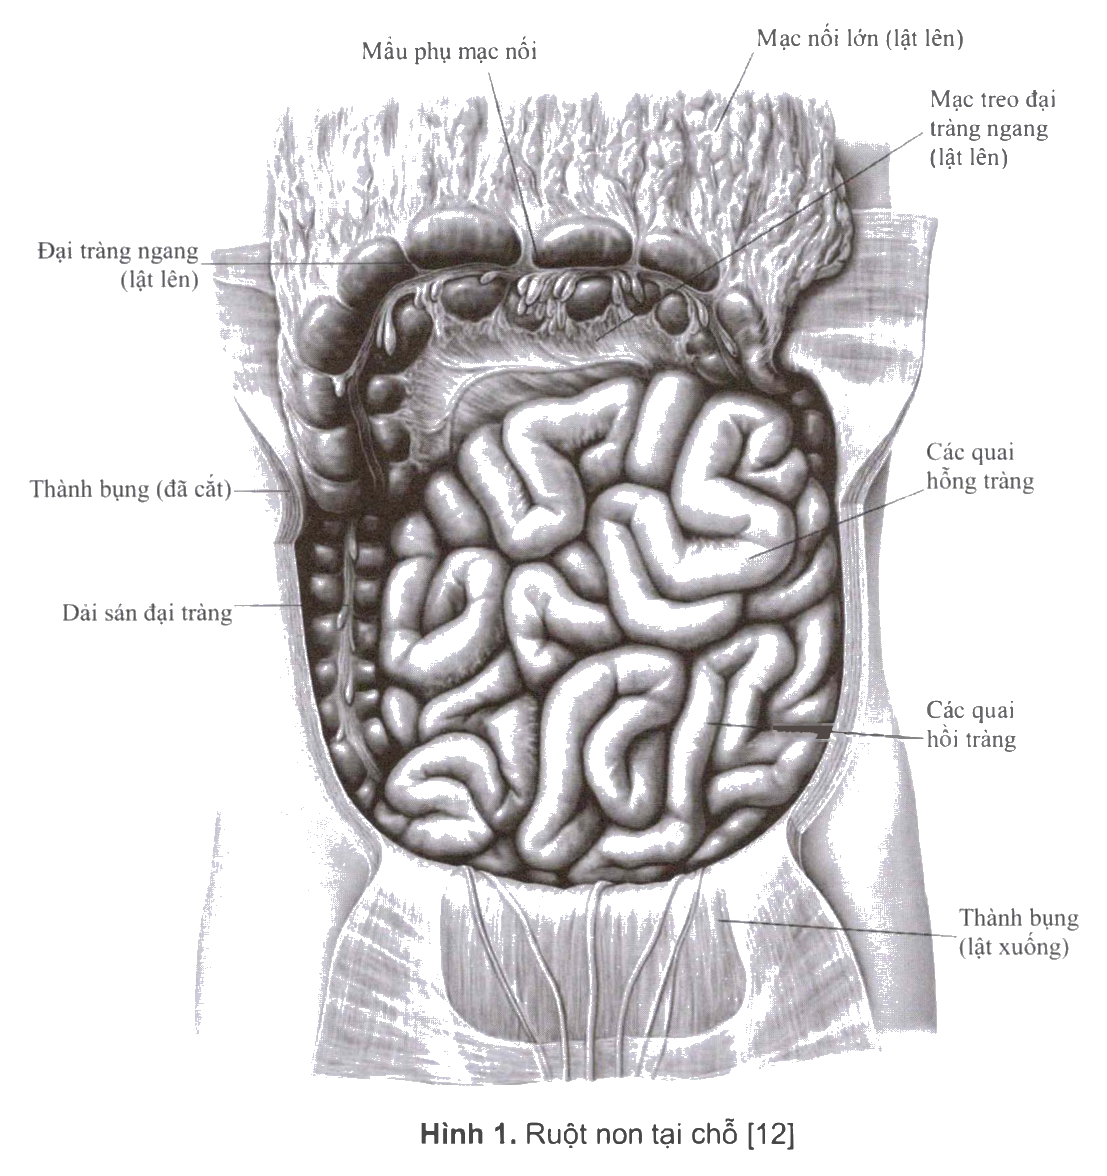 Mẩu phụ mạc nối
Mạc nối lớn (lật lên)
Mạc treo đại
tràng ngang
(lật lên)
Đại tràng ngang
(lật lên)
Các quai
hỗng tràng
Thành bụng (đã cắt)
Dải sán đại tràng
Các quai
hồi tràng
Thành bụng
(lật xuống)
Hình 1. Ruột non tại chỗ [12]